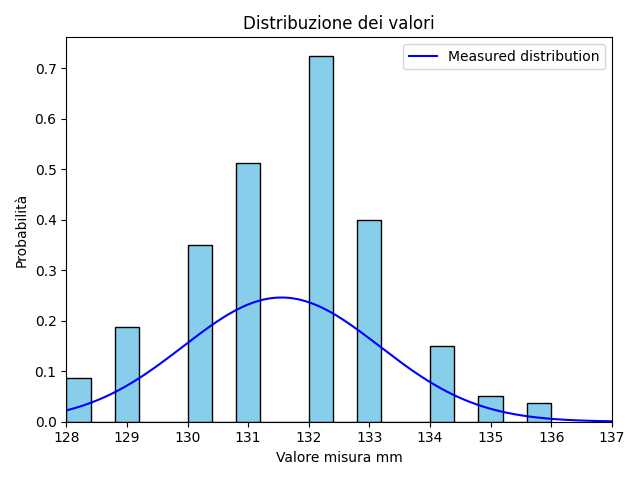 Distribuzione dei valori
Measured distribution
Probabilità
0.7
0.6
0.5
0.4
0.3
0.2
0.1
0.0
128 129 130 131 132 133 134 135 136 137
Valore misura mm